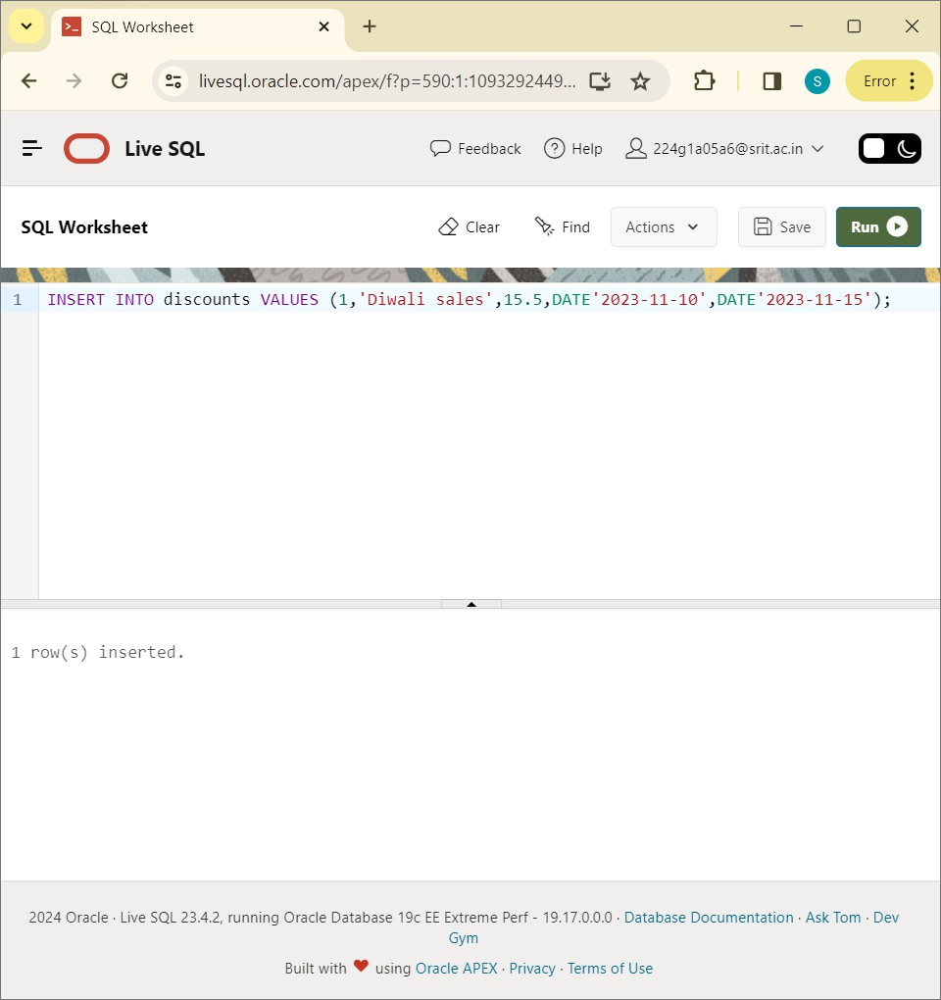 SQL Worksheet
livesql.oracle.com/apex/f?p=590:1:1093292449...
S
Error
Live SQL
Feedback
? Help
224g1a05a6@srit.ac.in
SQL Worksheet
Clear
Find
Actions
Save
Run
1 INSERT INTO discounts VALUES (1,'Diwali sales',15.5,DATE'2023-11-10',DATE'2023-11-15');
1 row(s) inserted.
2024 Oracle · Live SQL 23.4.2, running Oracle Database 19c EE Extreme Perf - 19.17.0.0.0 · Database Documentation · Ask Tom · Dev
Gym
Built with ❤ using Oracle APEX · Privacy · Terms of Use